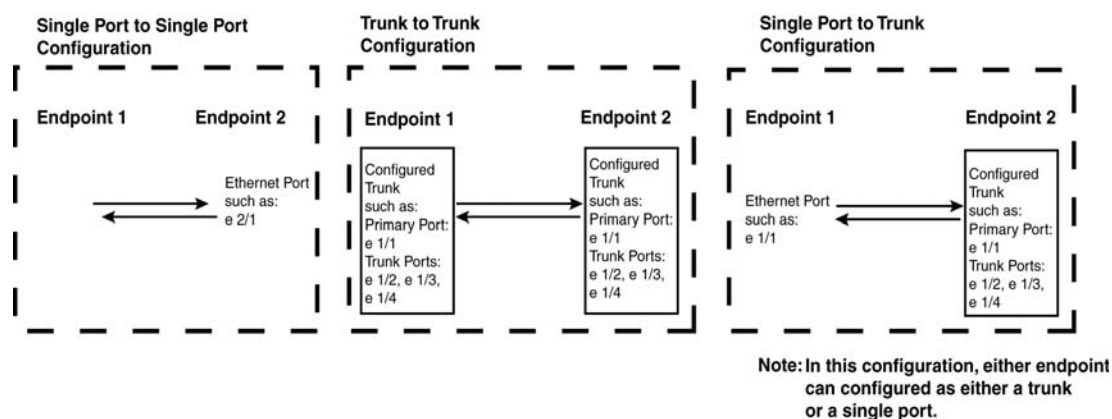 Single Port to Single Port
Configuration
Endpoint 1
Endpoint 2
Ethernet Port
such as:
e 2/1
Trunk to Trunk
Configuration
Endpoint 1
Endpoint 2
Configured
Trunk
such as:
Primary Port:
e 1/1
Trunk Ports:
e 1/2, e 1/3,
e 1/4
Configured
Trunk
such as:
Primary Port:
e 1/1
Trunk Ports:
e 1/2, e 1/3,
e 1/4
Single Port to Trunk
Configuration
Endpoint 1
Endpoint 2
Ethernet Port
such as:
e 1/1
Configured
Trunk
such as:
Primary Port:
e 1/1
Trunk Ports:
e 1/2, e 1/3,
e 1/4
Note: In this configuration, either endpoint
can configured as either a trunk
or a single port.